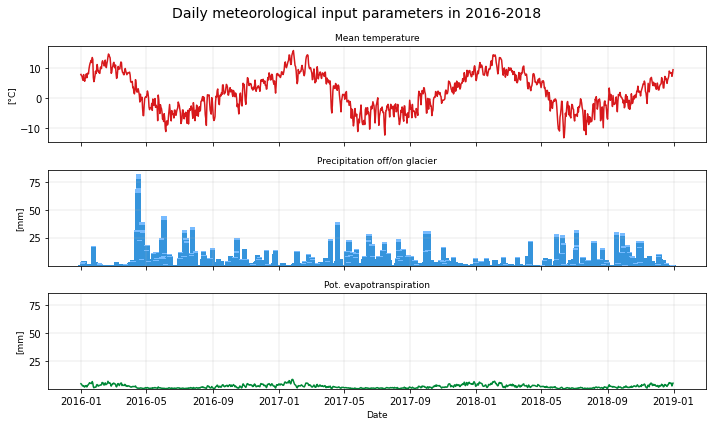 Daily meteorological input parameters in 2016-2018
Mean temperature
[°C]
10
0
−10
Precipitation off/on glacier
[mm]
75
50
25
Pot. evapotranspiration
[mm]
75
50
25
2016-01 2016-05 2016-09 2017-01 2017-05 2017-09 2018-01 2018-05 2018-09 2019-01
Date